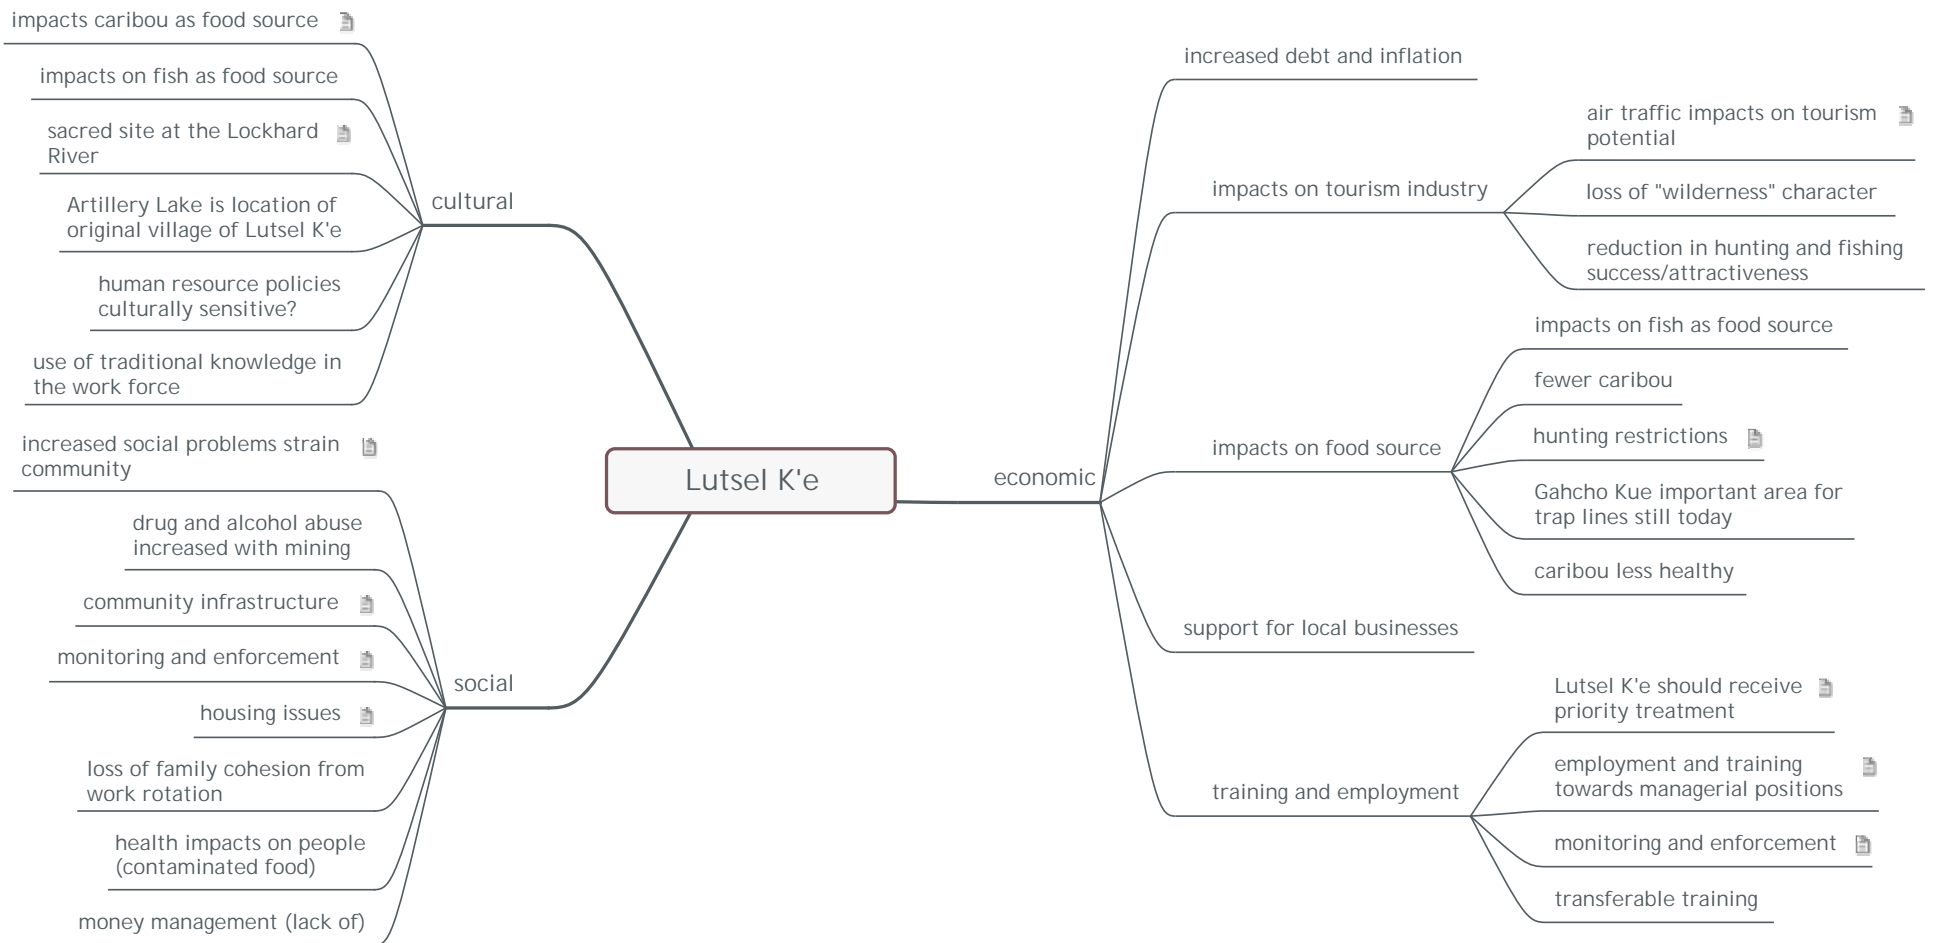 impacts caribou as food source
impacts on fish as food source
sacred site at the Lockhard
River
Artillery Lake is location of
original village of Lutsel K'e
human resource policies
culturally sensitive?
use of traditional knowledge in
the work force
cultural
increased social problems strain
community
drug and alcohol abuse
increased with mining
community infrastructure
monitoring and enforcement
housing issues
loss of family cohesion from
work rotation
health impacts on people
(contaminated food)
money management (lack of)
social
Lutsel K'e
economic
increased debt and inflation
impacts on tourism industry
air traffic impacts on tourism
potential
loss of "wilderness" character
reduction in hunting and fishing
success/attractiveness
impacts on food source
impacts on fish as food source
fewer caribou
hunting restrictions
Gahcho Kue important area for
trap lines still today
caribou less healthy
support for local businesses
training and employment
Lutsel K'e should receive
priority treatment
employment and training
towards managerial positions
monitoring and enforcement
transferable training